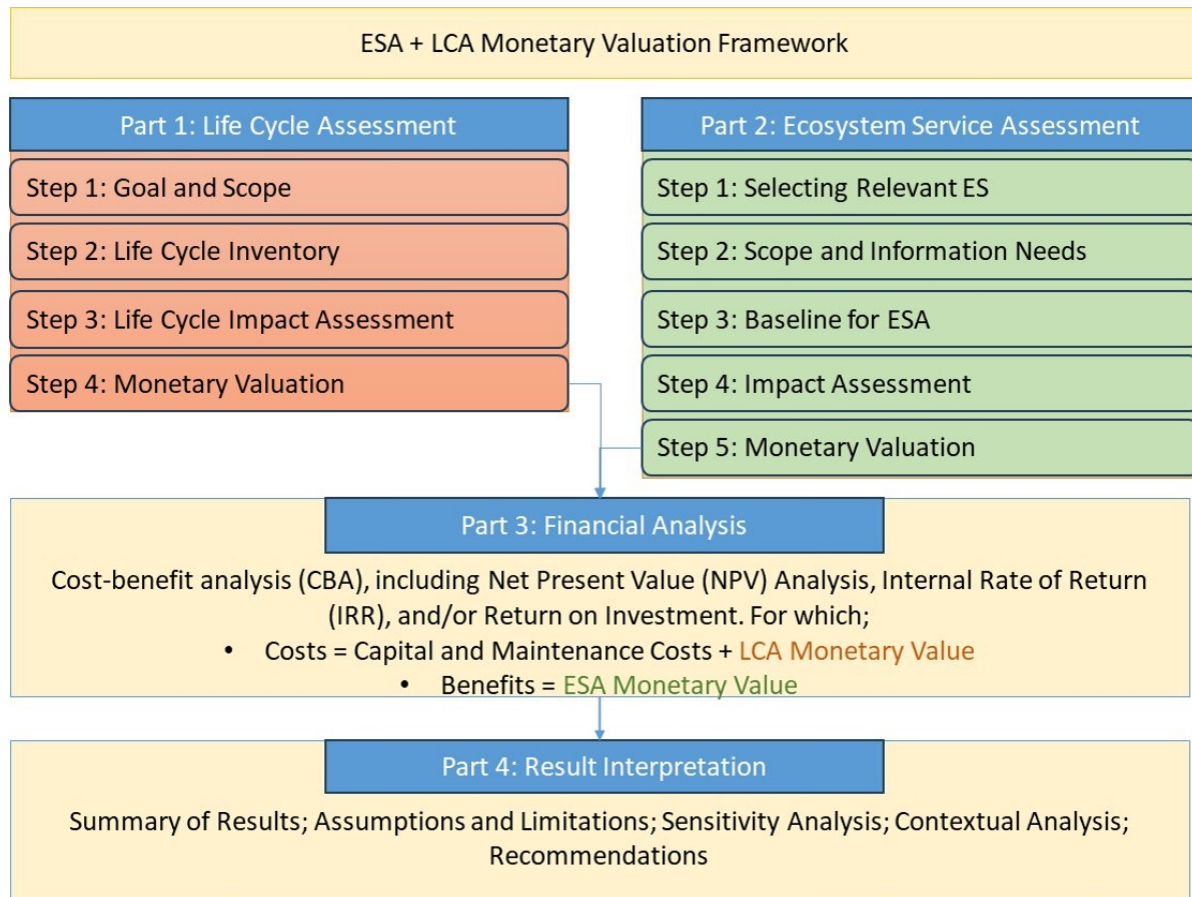 ESA + LCA Monetary Valuation Framework
Part 1: Life Cycle Assessment
Step 1: Goal and Scope
Step 2: Life Cycle Inventory
Step 3: Life Cycle Impact Assessment
Step 4: Monetary Valuation
Part 2: Ecosystem Service Assessment
Step 1: Selecting Relevant ES
Step 2: Scope and Information Needs
Step 3: Baseline for ESA
Step 4: Impact Assessment
Step 5: Monetary Valuation
Part 3: Financial Analysis
Cost-benefit analysis (CBA), including Net Present Value (NPV) Analysis, Internal Rate of Return
(IRR), and/or Return on Investment. For which;
• Costs = Capital and Maintenance Costs + LCA Monetary Value
• Benefits = ESA Monetary Value
Part 4: Result Interpretation
Summary of Results; Assumptions and Limitations; Sensitivity Analysis; Contextual Analysis;
Recommendations